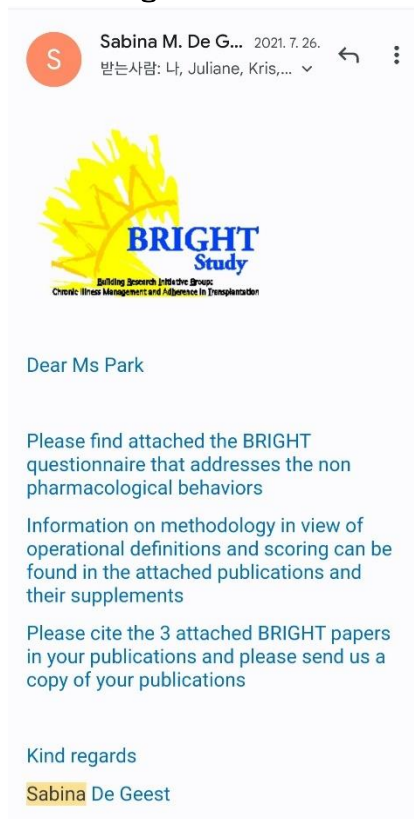 S
Sabina M. De G... 2021. 7. 26.
받는사람: 나, Juliane, Kris,...
BRIGHT
Study
Building Research Initiative Group:
Chronic Illness Management and Adherence in Transplantation
Dear Ms Park
Please find attached the BRIGHT
questionnaire that addresses the non
pharmacological behaviors
Information on methodology in view of
operational definitions and scoring can be
found in the attached publications and
their supplements
Please cite the 3 attached BRIGHT papers
in your publications and please send us a
copy of your publications
Kind regards
Sabina De Geest